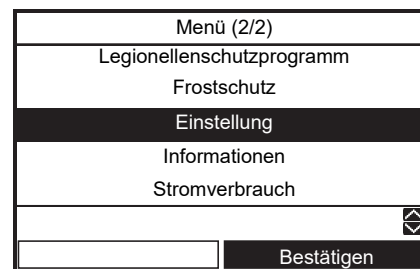 Menü (2/2)
Legionellenschutzprogramm
Frostschutz
Einstellung
Informationen
Stromverbrauch
Bestätigen